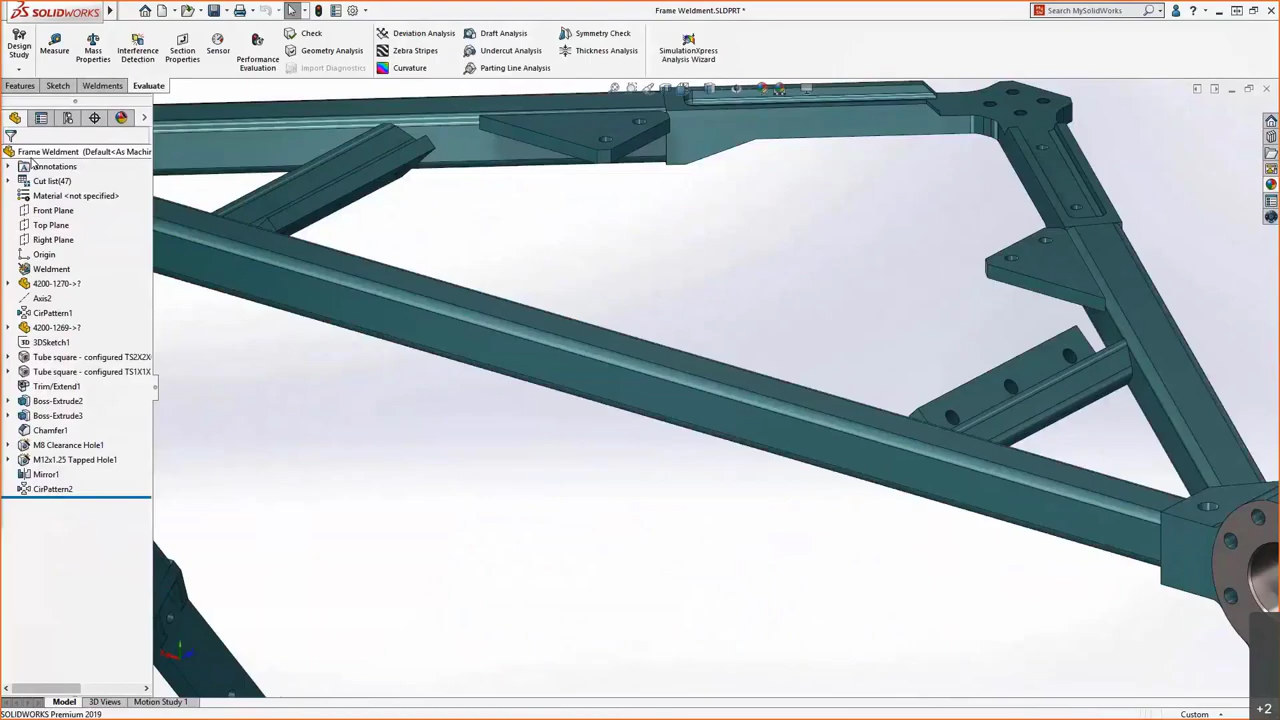 SOLIDWORKS
Frame Weldment.SLDPRT *
Search MySolidWorks
Design Study
Measure
Mass Properties
Interference Detection
Section Properties
Sensor
Performance Evaluation
Check
Geometry Analysis
Import Diagnostics
Deviation Analysis
Zebra Stripes
Curvature
Draft Analysis
Undercut Analysis
Parting Line Analysis
Symmetry Check
Thickness Analysis
SimulationXpress Analysis Wizard
Features
Sketch
Weldments
Evaluate
Frame Weldment (Default<As Machin
Annotations
Cut list(47)
Material <not specified>
Front Plane
Top Plane
Right Plane
Origin
Weldment
4200-1270->?
Axis2
CirPattern1
4200-1269->?
3D 3DSketch1
Tube square - configured TS2X2X
Tube square - configured TS1X1X
Trim/Extend1
Boss-Extrude2
Boss-Extrude3
Chamfer1
M8 Clearance Hole1
M12x1.25 Tapped Hole1
Mirror1
CirPattern2
Model
3D Views
Motion Study 1
SOLIDWORKS Premium 2019
Custom
+2